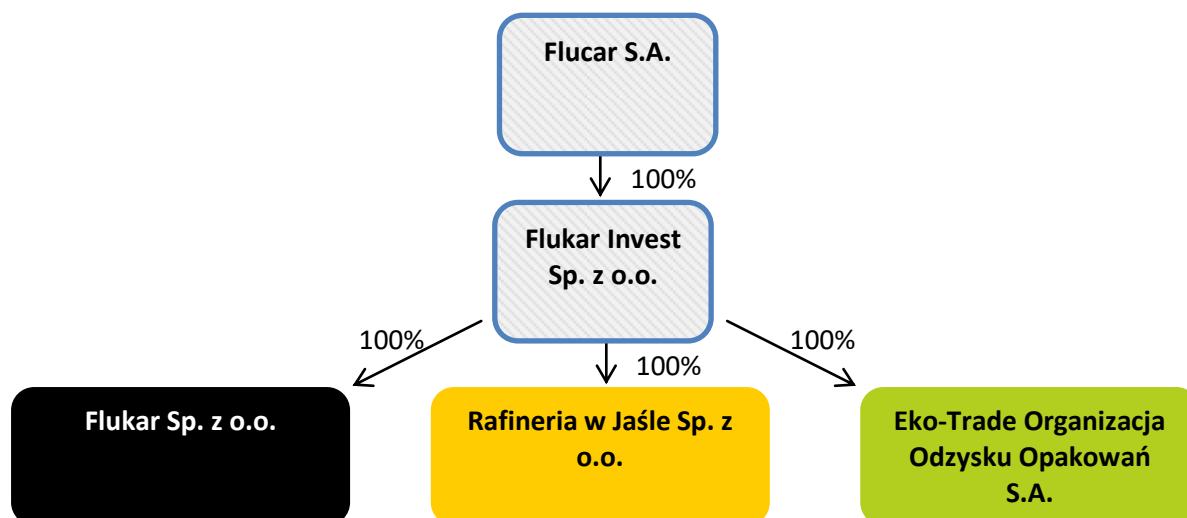 Flucar S.A.
100%
Flukar Invest
Sp. z o.o.
100%
100%
100%
Flukar Sp. z o.o.
Rafineria w Jaśle Sp. z
o.o.
Eko-Trade Organizacja
Odzysku Opakowań
S.A.